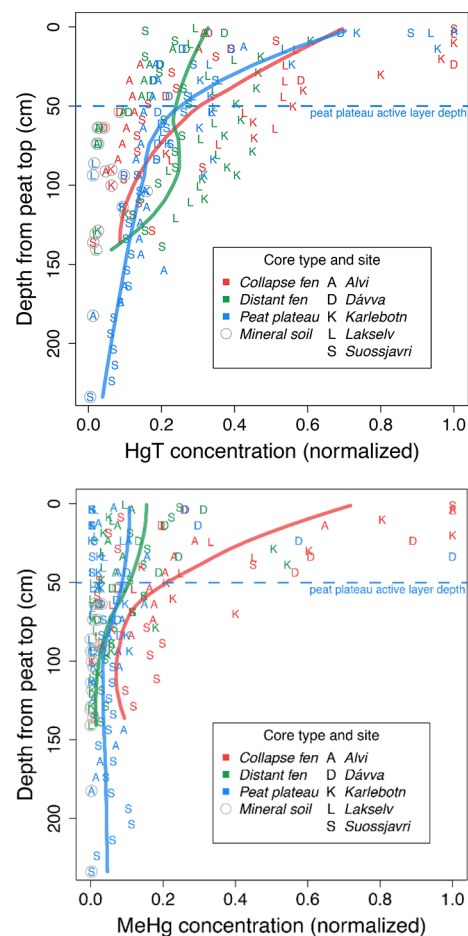 0
50
100
150
200
Depth from peat top (cm)
peat plateau active layer depth
Core type and site
Collapse fen A Alvi
Distant fen D Dávva
Peat plateau K Karlebotn
Mineral soil L Lakselv
S Suossjavri
0.0 0.2 0.4 0.6 0.8 1.0
HgT concentration (normalized)
0
50
100
150
200
Depth from peat top (cm)
peat plateau active layer depth
Core type and site
Collapse fen A Alvi
Distant fen D Dávva
Peat plateau K Karlebotn
Mineral soil L Lakselv
S Suossjavri
0.0 0.2 0.4 0.6 0.8 1.0
MeHg concentration (normalized)